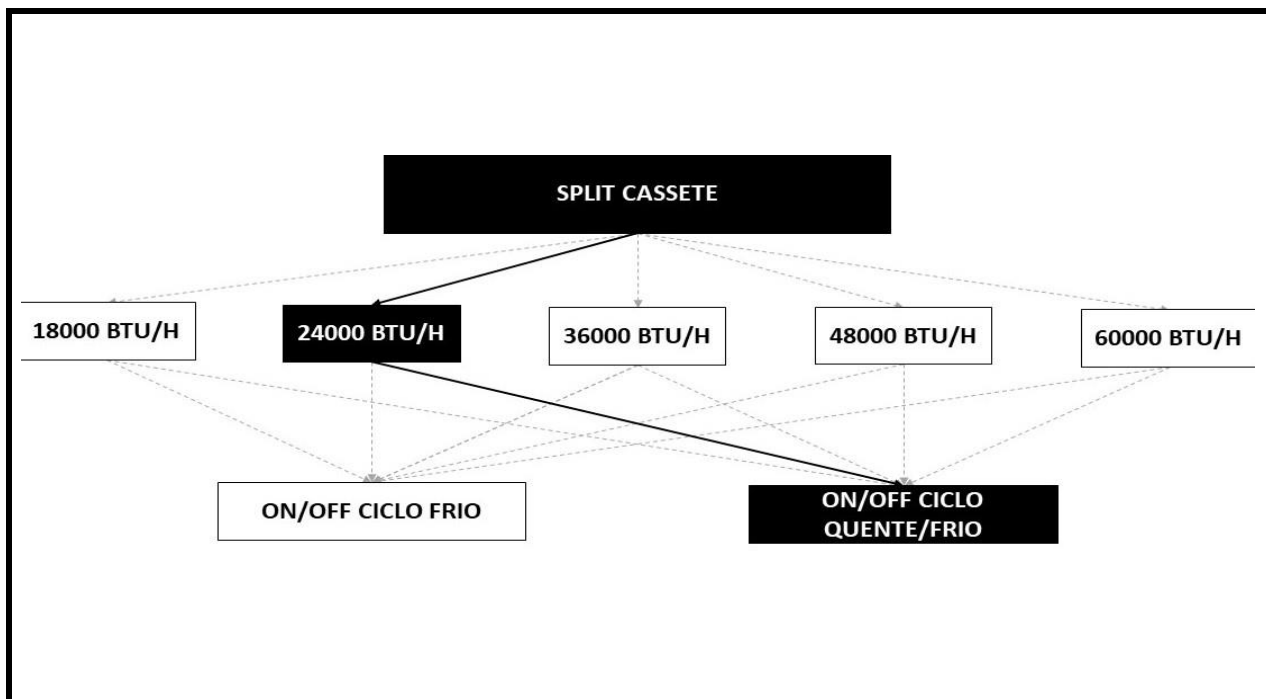 SPLIT CASSETE
18000 BTU/H
24000 BTU/H
36000 BTU/H
48000 BTU/H
60000 BTU/H
ON/OFF CICLO FRIO
ON/OFF CICLO
QUENTE/FRIO